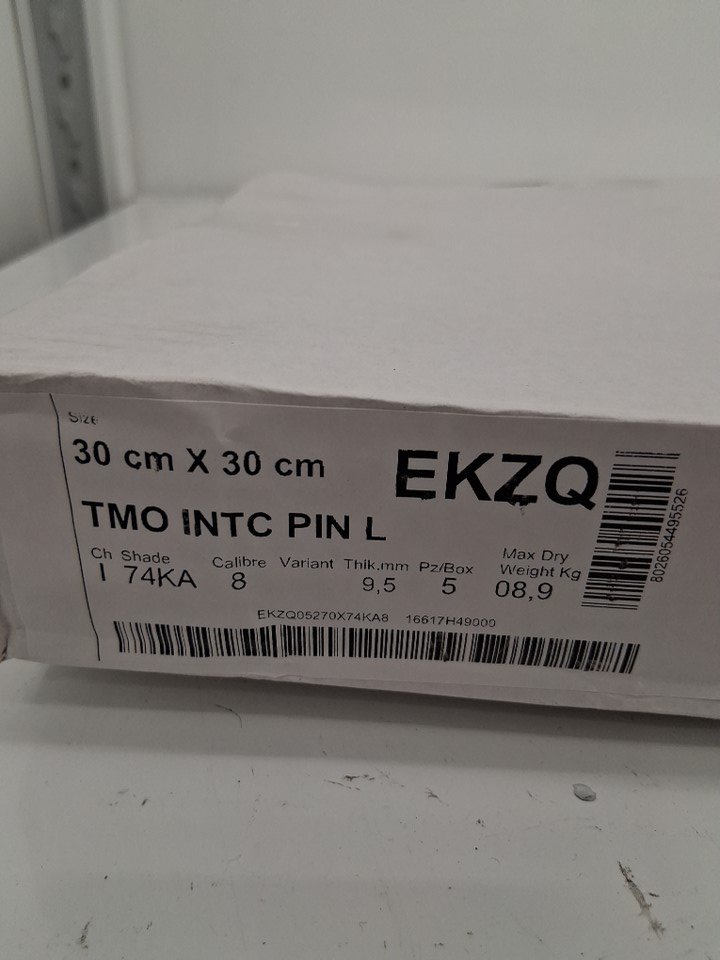 Size
30 cm X 30 cm EKZQ
TMO INTC PIN L
Ch Shade Calibre Variant Thik.mm Pz/Box Max Dry Weight Kg
I 74KA 8 9,5 5 08,9
EKZQ05270X74KA8 16617H49000
8026054495526